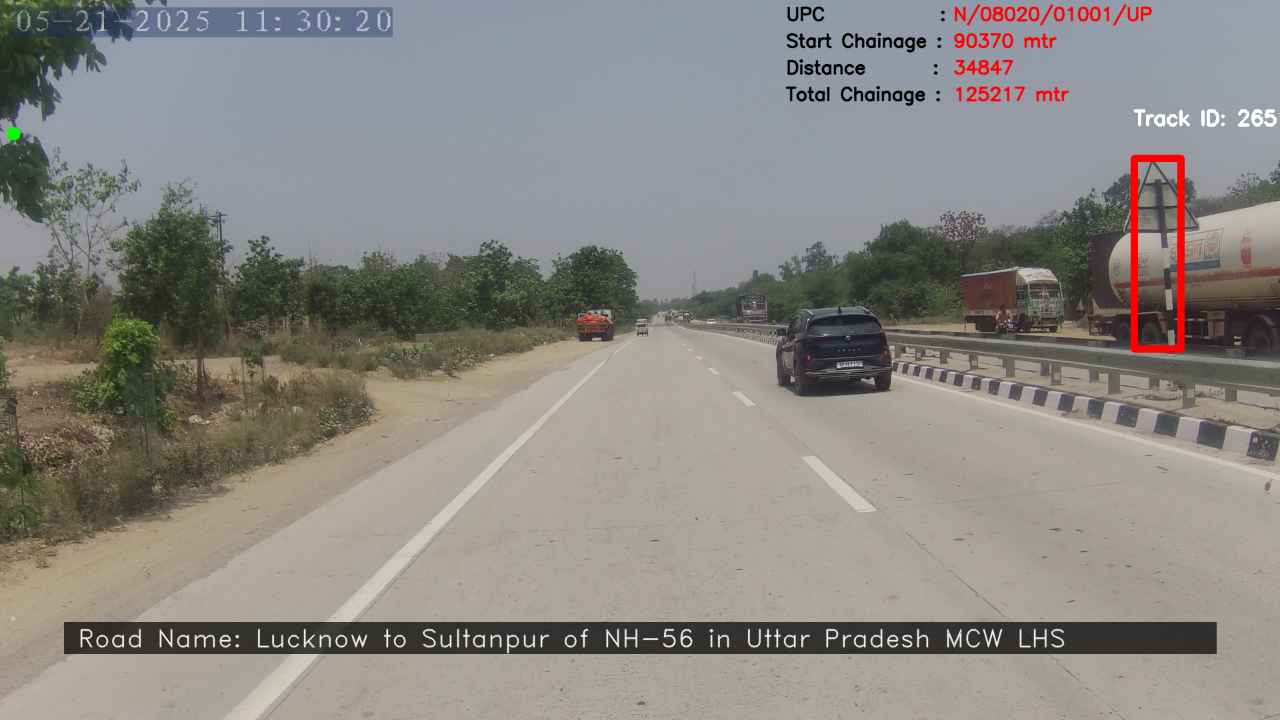 05-21-2025 11:30:20
UPC : N/08020/01001/UP
Start Chainage : 90370 mtr
Distance : 34847
Total Chainage : 125217 mtr
Track ID: 265
Road Name: Lucknow to Sultanpur of NH-56 in Uttar Pradesh MCW LHS